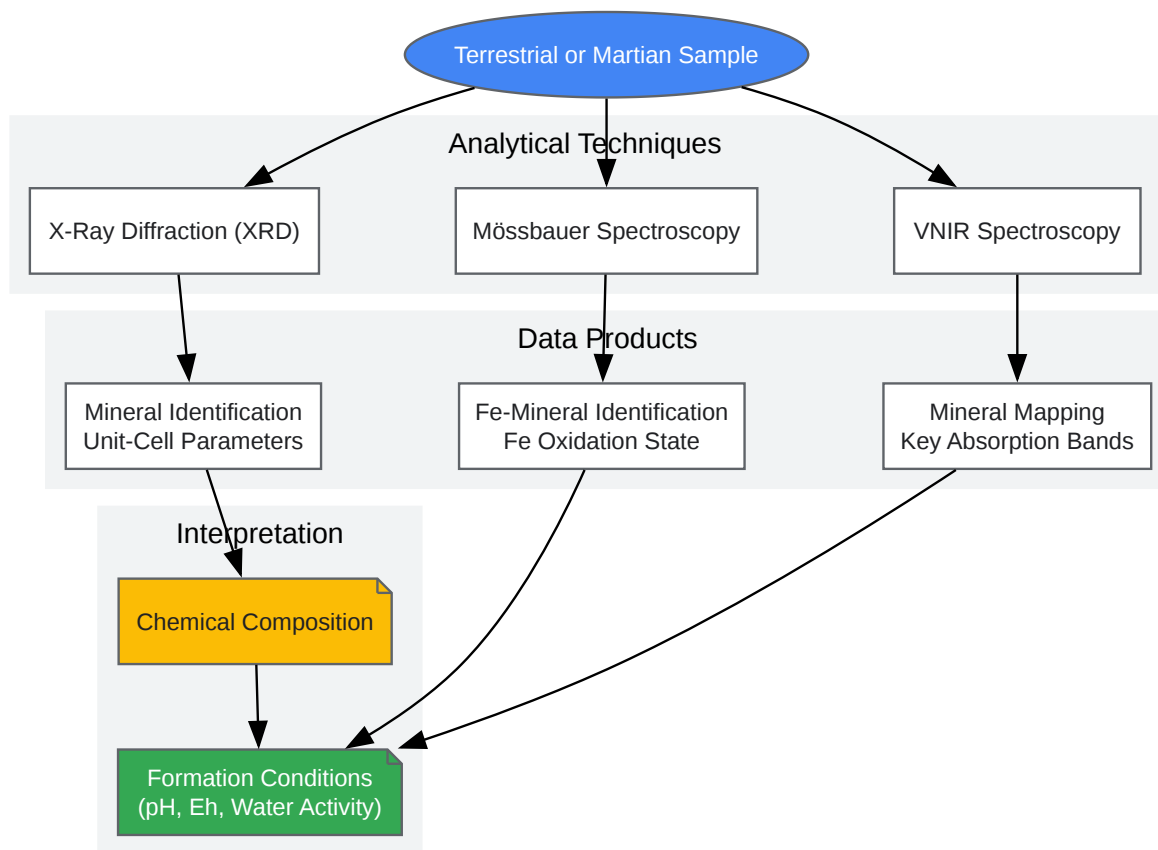 Terrestrial or Martian Sample
Analytical Techniques
X-Ray Diffraction (XRD)
Mössbauer Spectroscopy
VNIR Spectroscopy
Data Products
Mineral Identification
Unit-Cell Parameters
Fe-Mineral Identification
Fe Oxidation State
Mineral Mapping
Key Absorption Bands
Interpretation
Chemical Composition
Formation Conditions
(pH, Eh, Water Activity)